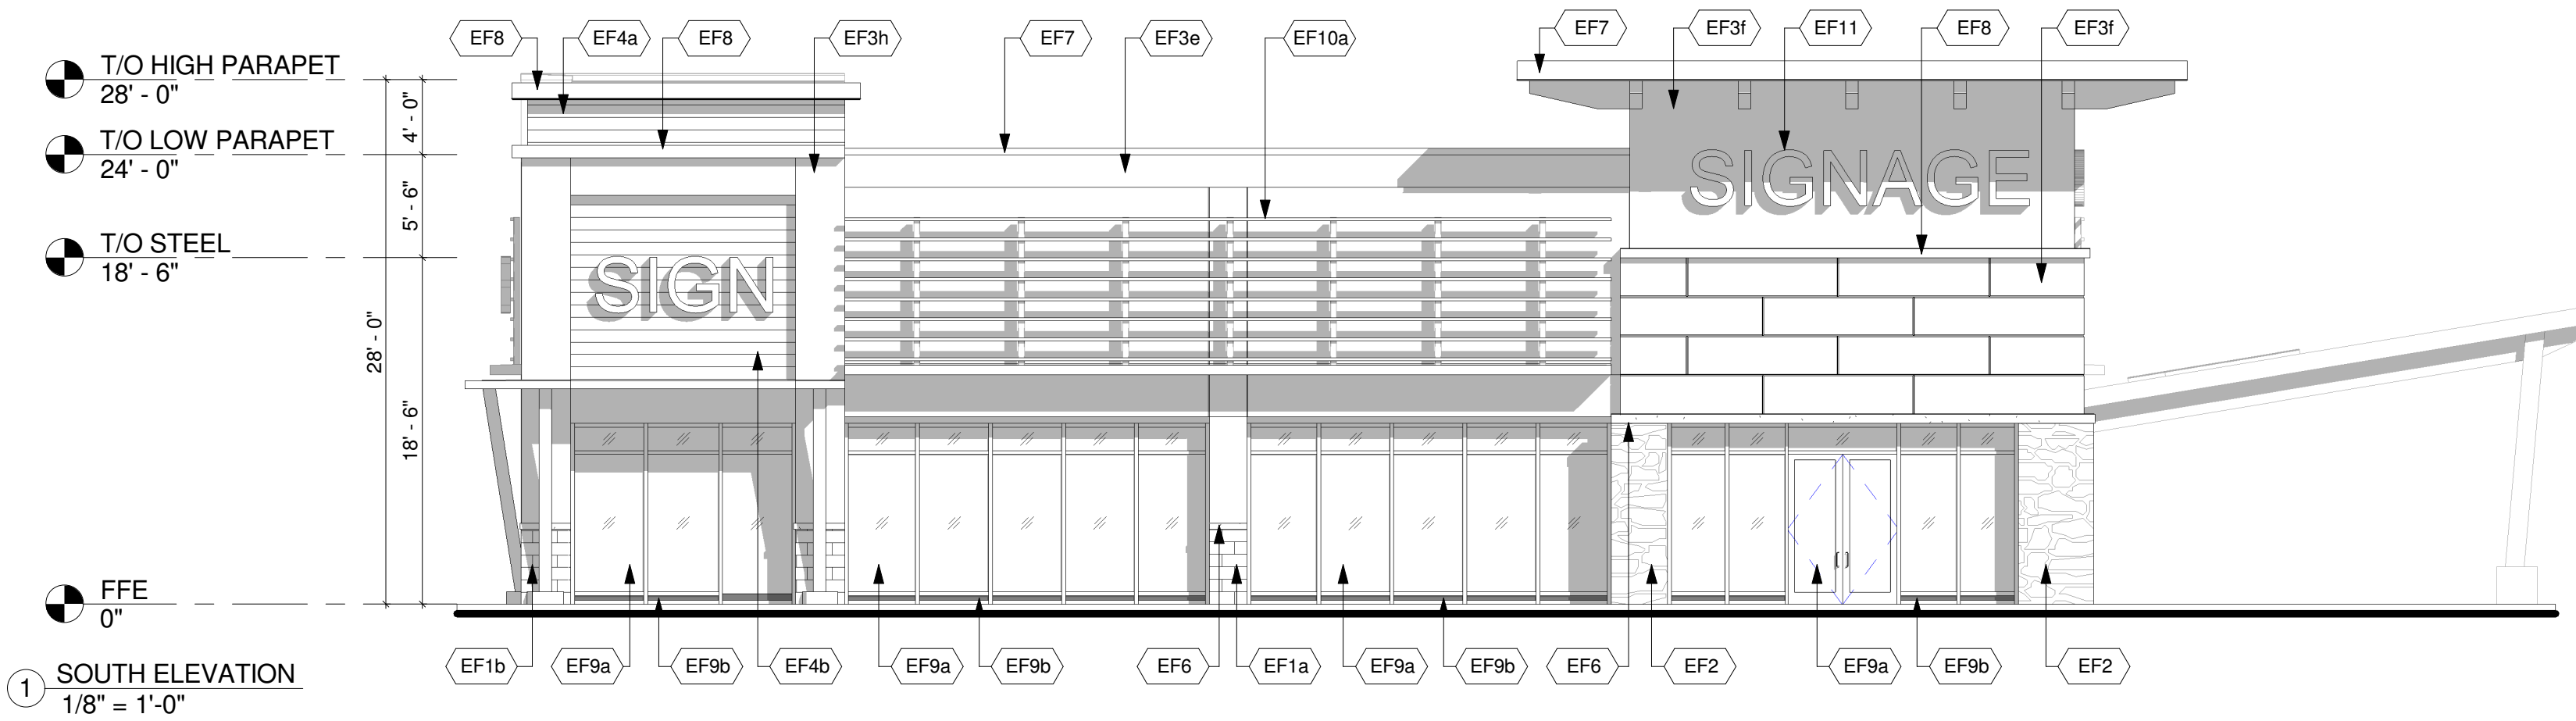 EF8
EF4a
EF8
EF3h
EF7
EF3e
EF10a
EF7
EF3f
EF11
EF8
EF3f
T/O HIGH PARAPET
28' - 0"
T/O LOW PARAPET
24' - 0"
T/O STEEL
18' - 6"
FFE
0"
4' - 0"
5' - 6"
28' - 0"
18' - 6"
SIGN
SIGNAGE
EF1b
EF9a
EF9b
EF4b
EF9a
EF9b
EF6
EF1a
EF9a
EF9b
EF6
EF2
EF9a
EF9b
EF2
1
SOUTH ELEVATION
1/8" = 1'-0"